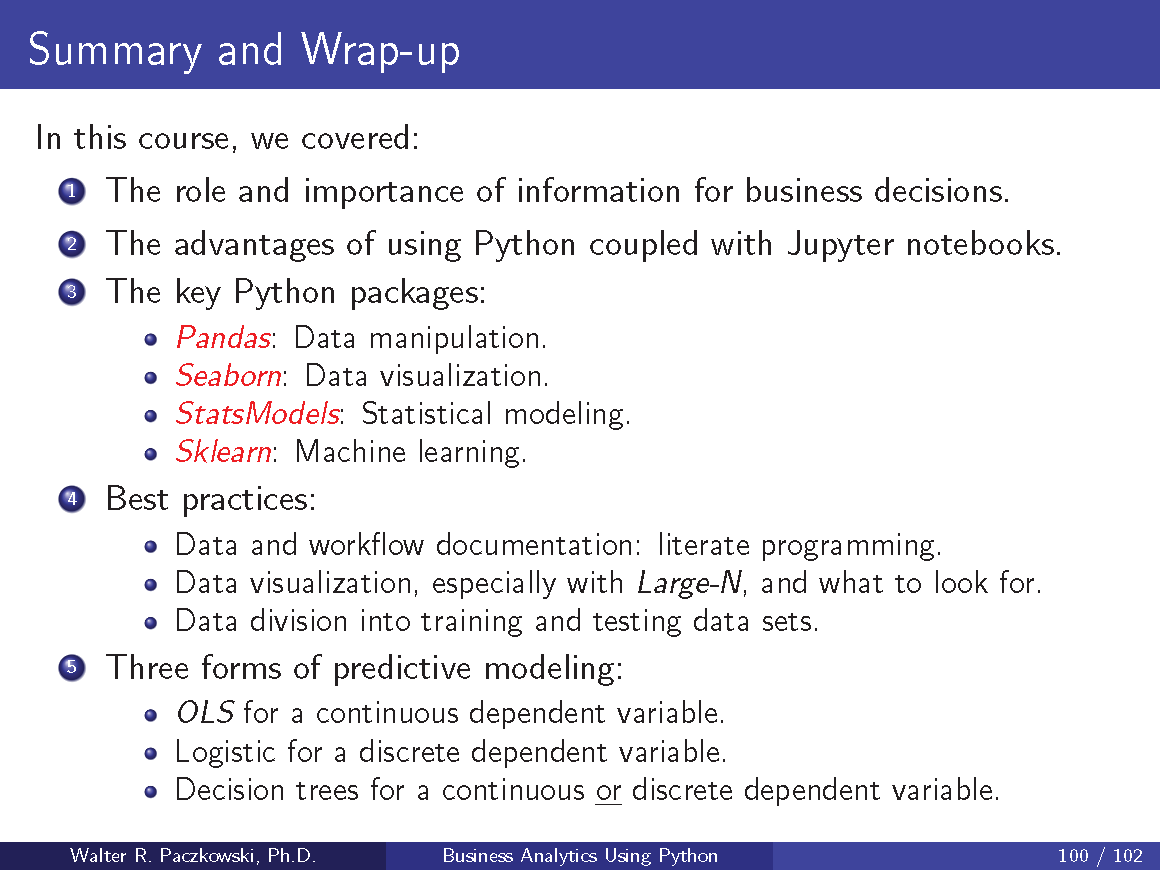 Summary and Wrap-up
In this course, we covered:
1 The role and importance of information for business decisions.
2 The advantages of using Python coupled with Jupyter notebooks.
3 The key Python packages:
Pandas: Data manipulation.
Seaborn: Data visualization.
StatsModels: Statistical modeling.
Sklearn: Machine learning.
4 Best practices:
Data and workflow documentation: literate programming.
Data visualization, especially with Large-N, and what to look for.
Data division into training and testing data sets.
5 Three forms of predictive modeling:
OLS for a continuous dependent variable.
Logistic for a discrete dependent variable.
Decision trees for a continuous or discrete dependent variable.
Walter R. Paczkowski, Ph.D. Business Analytics Using Python 100 / 102